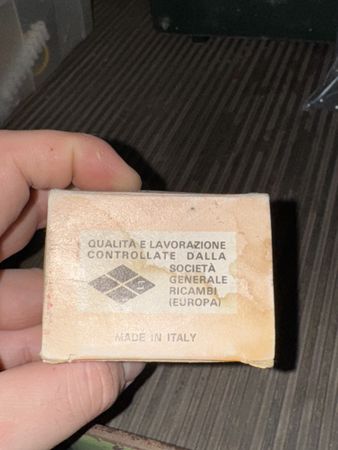 QUALITÀ E LAVORAZIONE
CONTROLLATE DALLA
SOCIETÀ
GENERALE
RICAMBI
(EUROPA)
MADE IN ITALY